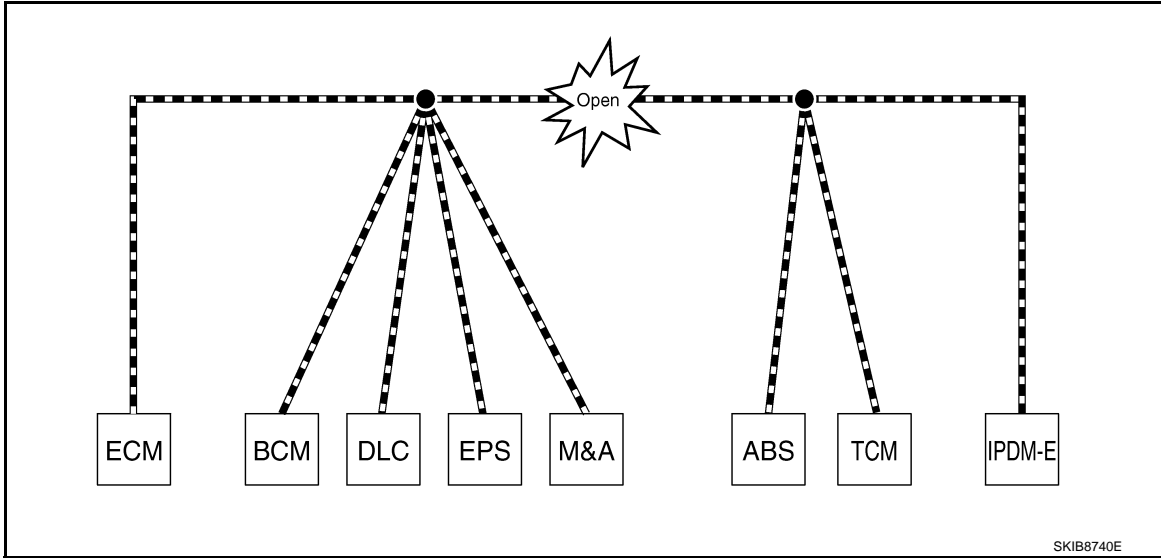 Open
ECM
BCM
DLC
EPS
M&A
ABS
TCM
IPDM-E
SKIB8740E